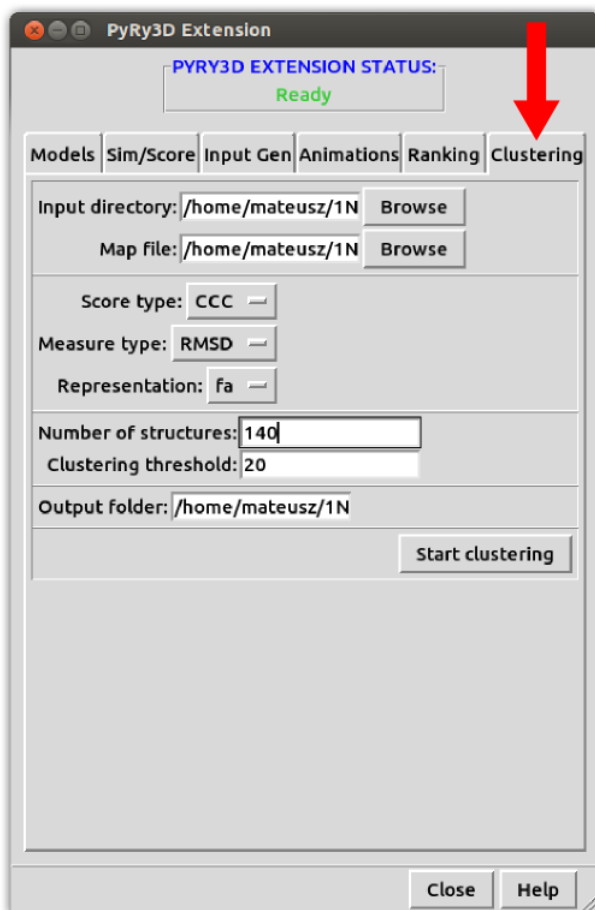 PyRy3D Extension
PYRY3D EXTENSION STATUS:
Ready
Models Sim/Score Input Gen Animations Ranking Clustering
Input directory: /home/mateusz/1N Browse
Map file: /home/mateusz/1N Browse
Score type: CCC
Measure type: RMSD
Representation: fa
Number of structures: 140
Clustering threshold: 20
Output folder: /home/mateusz/1N
Start clustering
Close Help